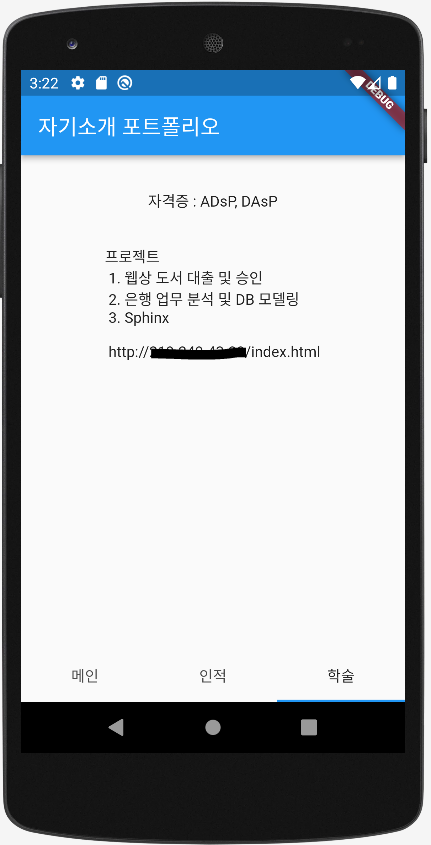 3:22
DEBUG
자기소개 포트폴리오
자격증 : ADsP, DAsP
프로젝트
1. 웹상 도서 대출 및 승인
2. 은행 업무 분석 및 DB 모델링
3. Sphinx
http:///index.html
메인 인적 학술